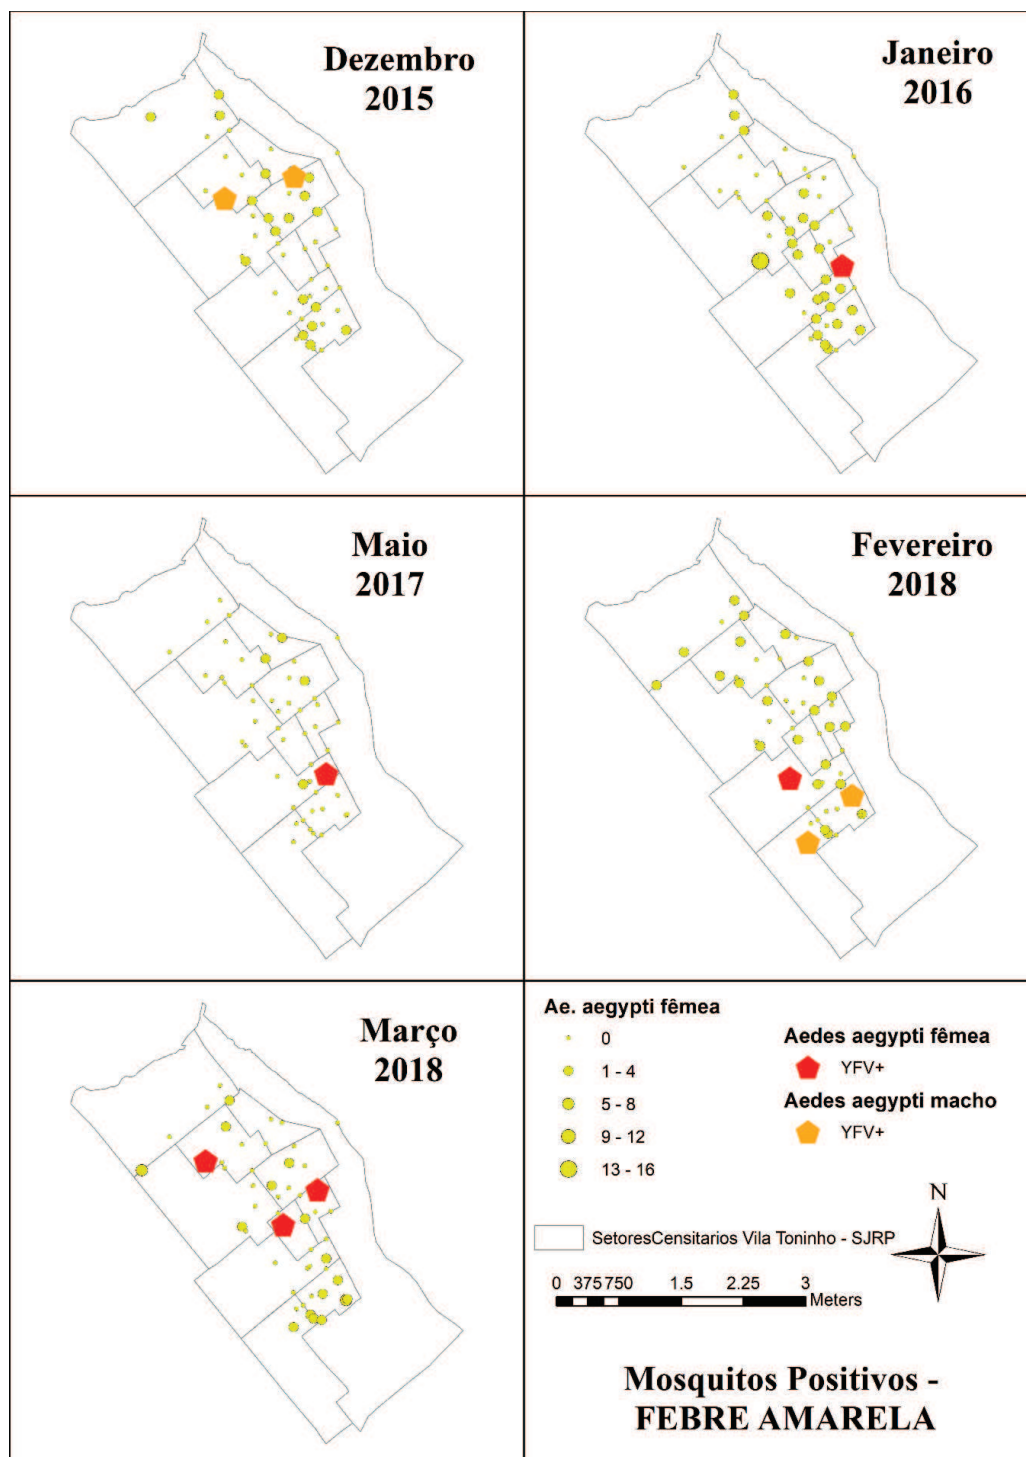 Dezembro
2015
Janeiro
2016
Maio
2017
Fevereiro
2018
Março
2018
Ae. aegypti fêmea
0
1 - 4
5 - 8
9 - 12
13 - 16
Aedes aegypti fêmea
YFV+
Aedes aegypti macho
YFV+
N
SetoresCensitarios Vila Toninho - SJRP
0 375 750 1.5 2.25 3
Meters
Mosquitos Positivos -
FEBRE AMARELA